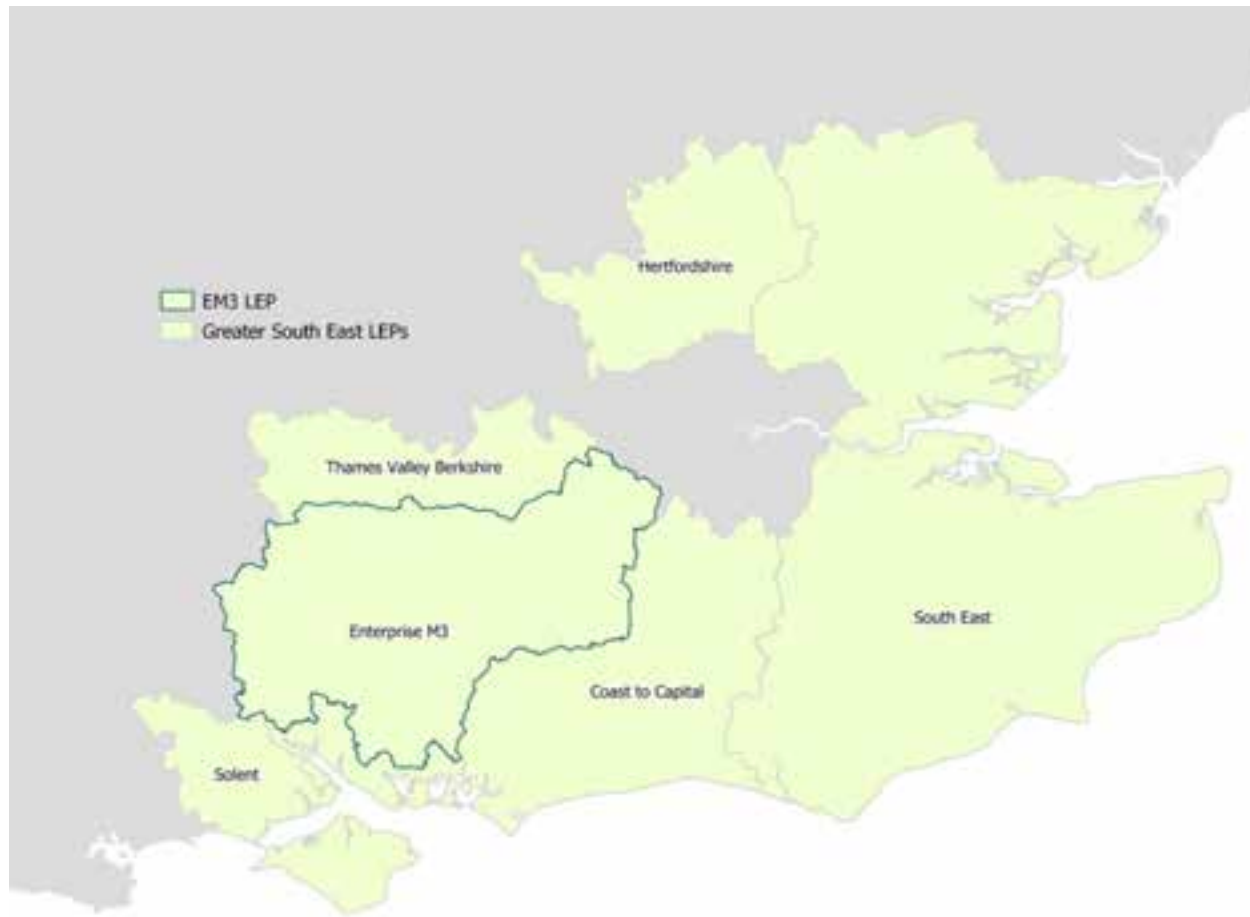 Hertfordshire
EM3 LEP
Greater South East LEPs
Thames Valley Berkshire
South East
Enterprise M3
Coast to Capital
Solent